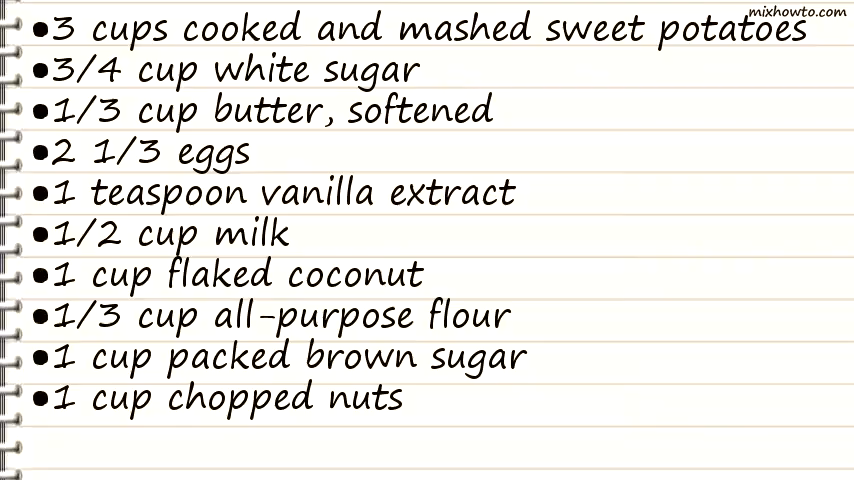 mixhowto.com
•3 cups cooked and mashed sweet potatoes
•3/4 cup white sugar
•1/3 cup butter, softened
•2 1/3 eggs
•1 teaspoon vanilla extract
•1/2 cup milk
•1 cup flaked coconut
•1/3 cup all-purpose flour
•1 cup packed brown sugar
•1 cup chopped nuts